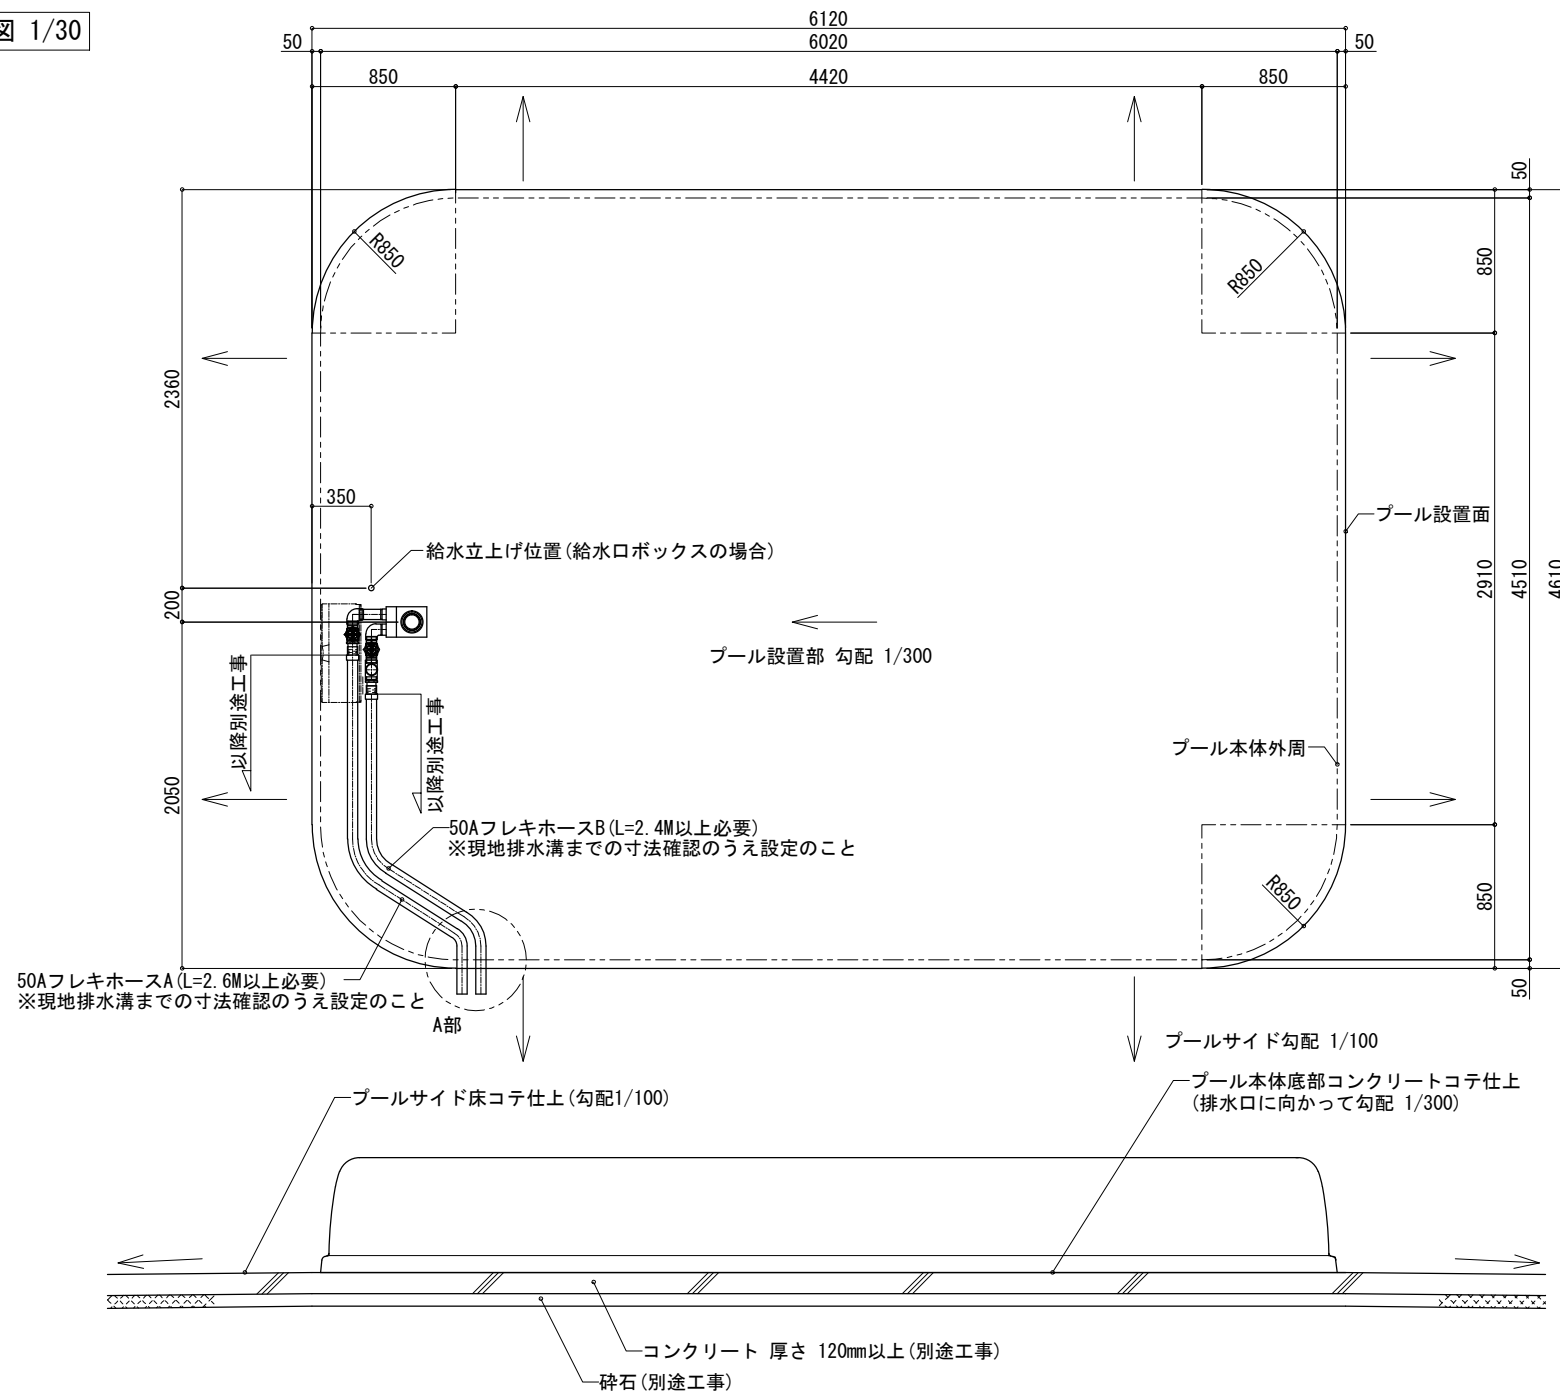 図 1/30
6120
50
6020
50
850
4420
850
50
R850
R850
850
2360
350
プール設置面
給水立上げ位置(給水口ボックスの場合)
2910
4510
4610
200
プール設置部 勾配 1/300
以降別途工事
以降別途工事
プール本体外周
2050
50AフレキホースB(L=2.4M以上必要)
※現地排水溝までの寸法確認のうえ設定のこと
R850
850
50AフレキホースA(L=2.6M以上必要)
※現地排水溝までの寸法確認のうえ設定のこと
50
A部
プールサイド勾配 1/100
プールサイド床コテ仕上(勾配1/100)
プール本体底部コンクリートコテ仕上
(排水口に向かって勾配 1/300)
コンクリート 厚さ 120mm以上(別途工事)
砕石(別途工事)